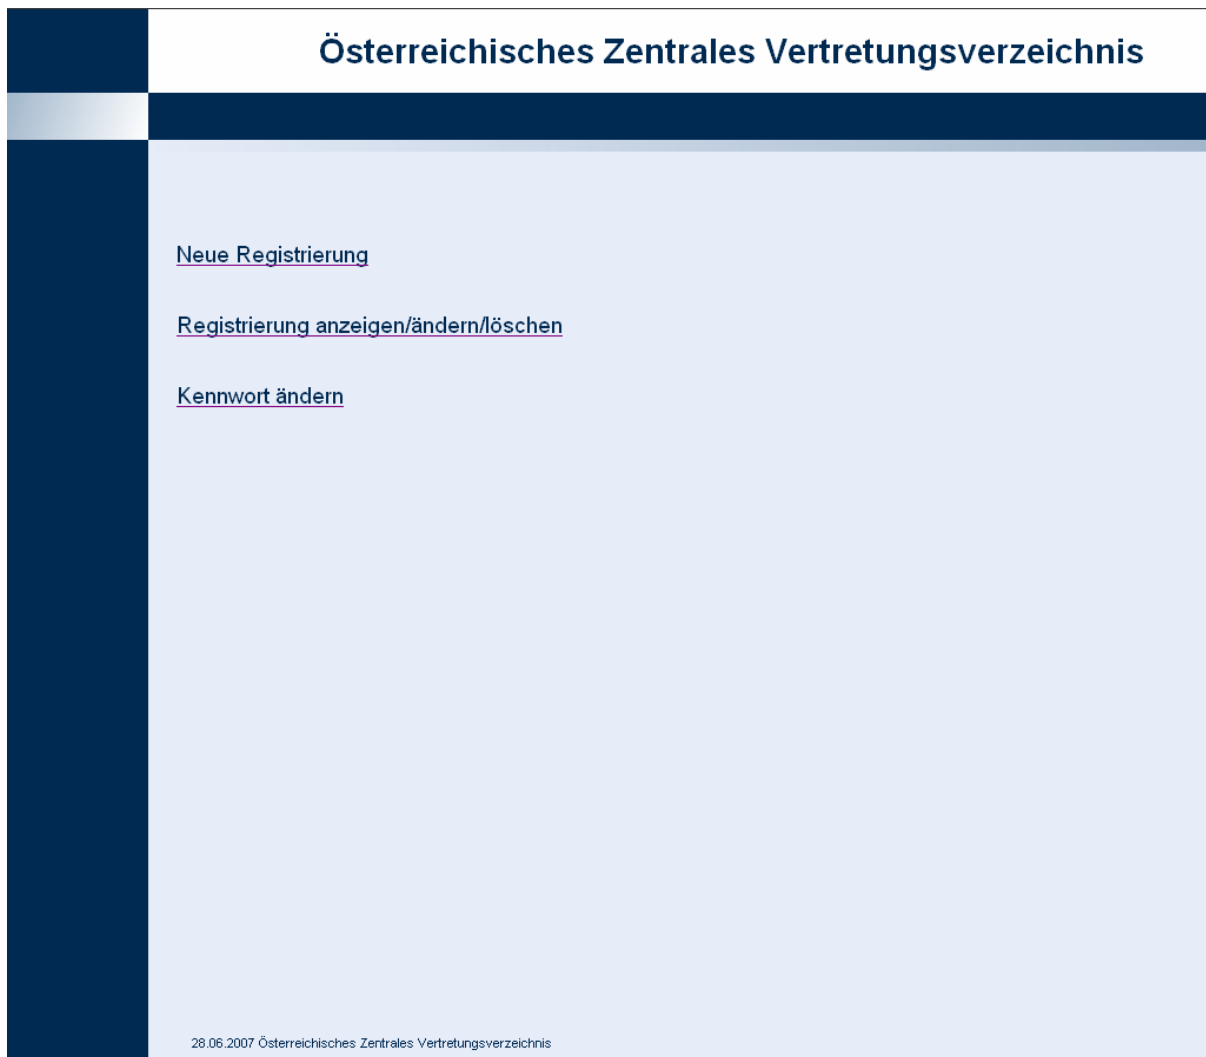 Österreichisches Zentrales Vertretungsverzeichnis
Neue Registrierung
Registrierung anzeigen/ändern/löschen
Kennwort ändern
28.06.2007 Österreichisches Zentrales Vertretungsverzeichnis